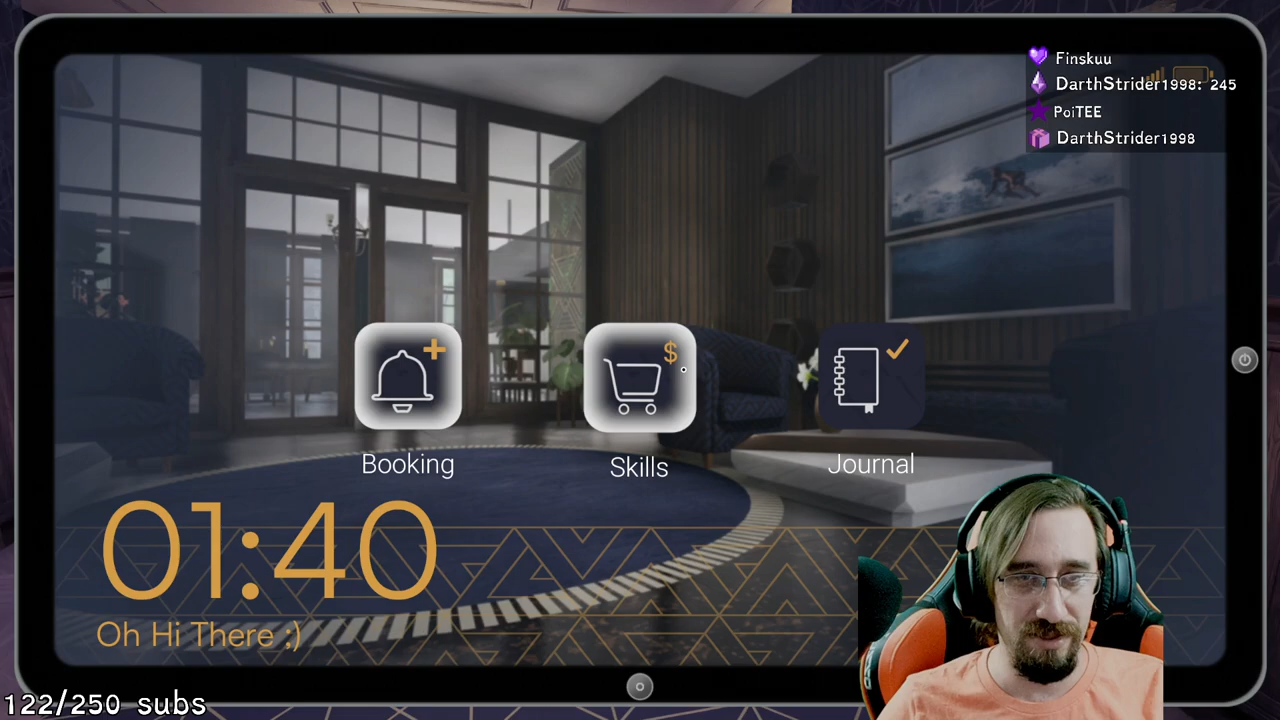 Finskuu
DarthStrider1998: 245
PoiTEE
DarthStrider1998
$
Booking
Skills
Journal
01:40
Oh Hi There ;)
122/250 subs